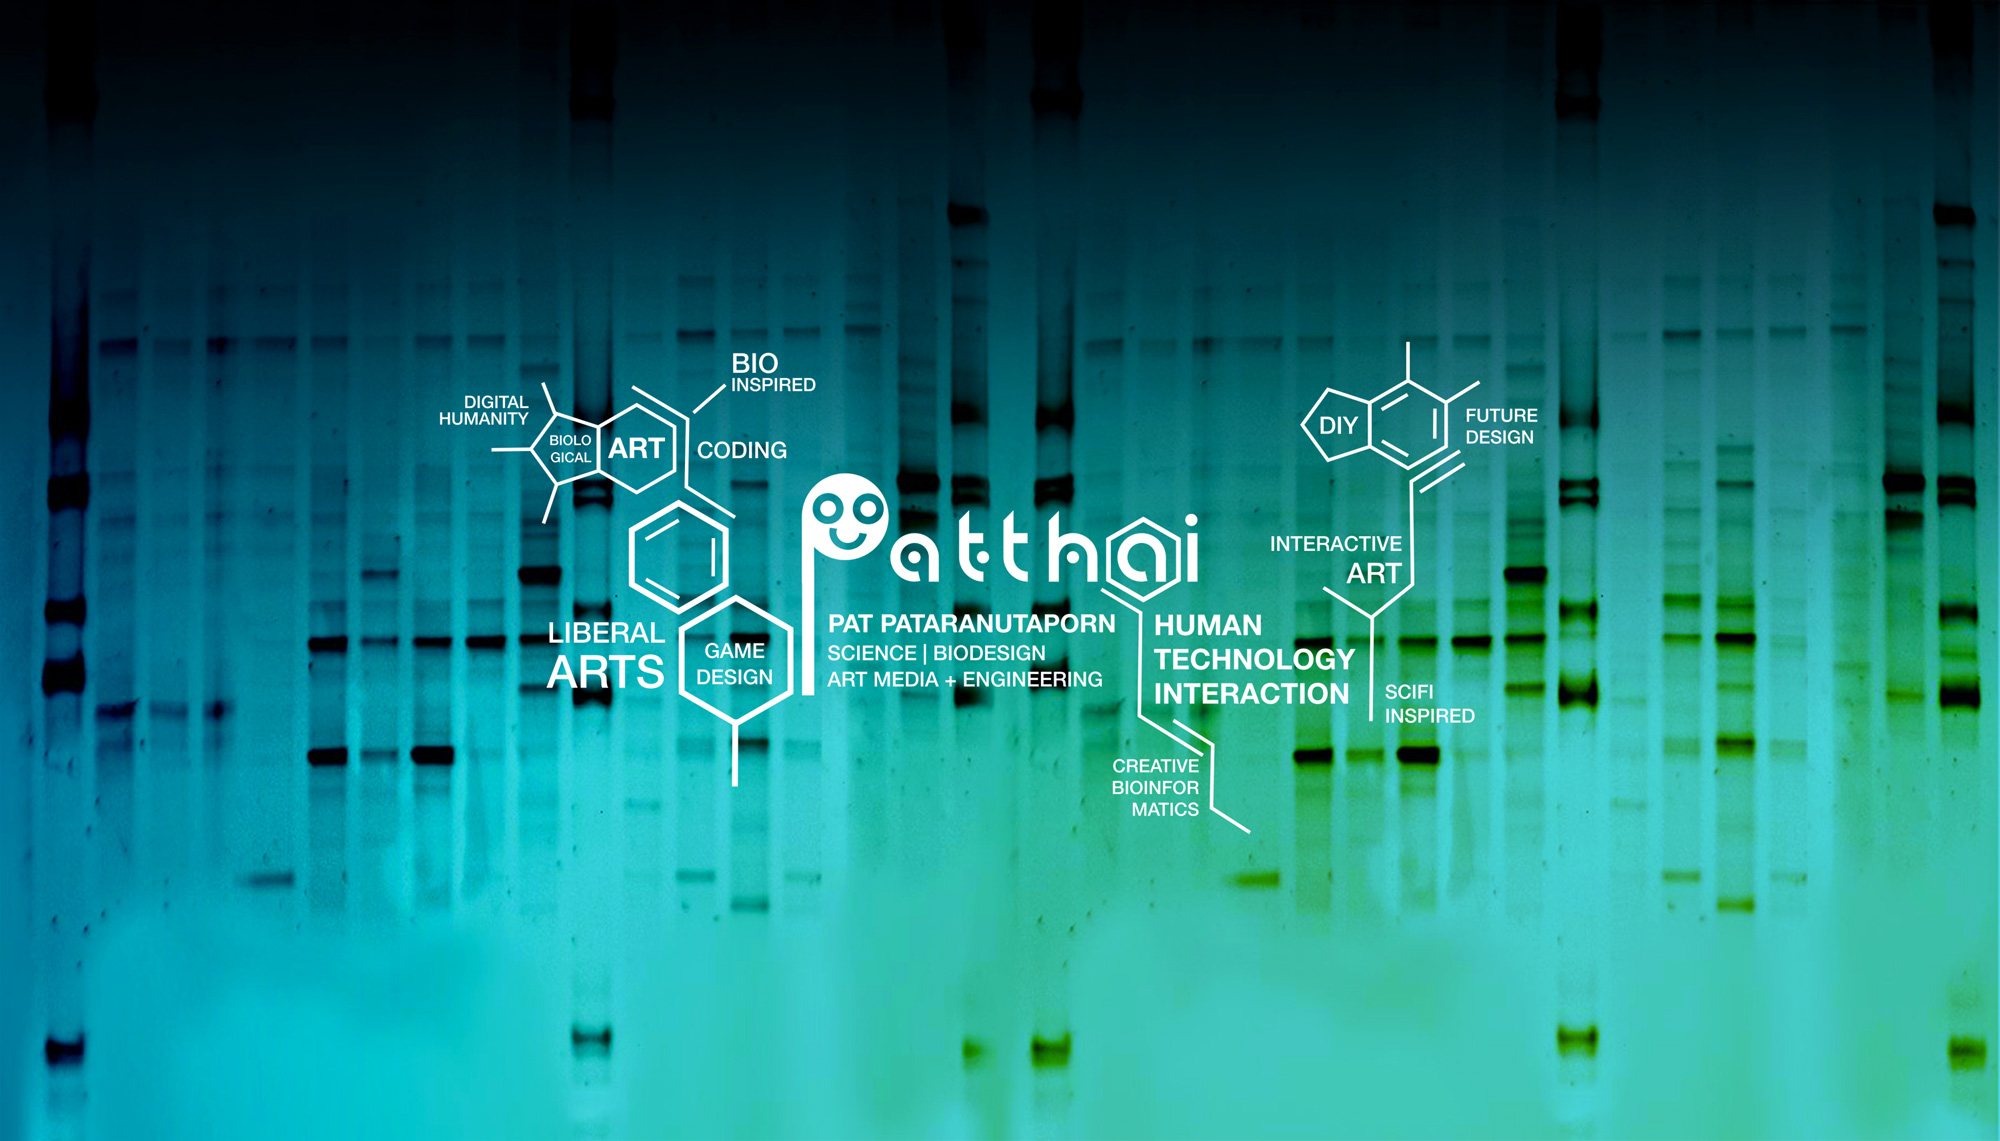 BIO
INSPIRED
DIGITAL
HUMANITY
BIOLO
GICAL
ART
CODING
DIY
FUTURE
DESIGN
Patthai
INTERACTIVE
ART
LIBERAL
ARTS
GAME
DESIGN
PAT PATARANUTAPORN
SCIENCE | BIODESIGN
ART MEDIA + ENGINEERING
HUMAN
TECHNOLOGY
INTERACTION
SCIFI
INSPIRED
CREATIVE
BIOINFOR
MATICS